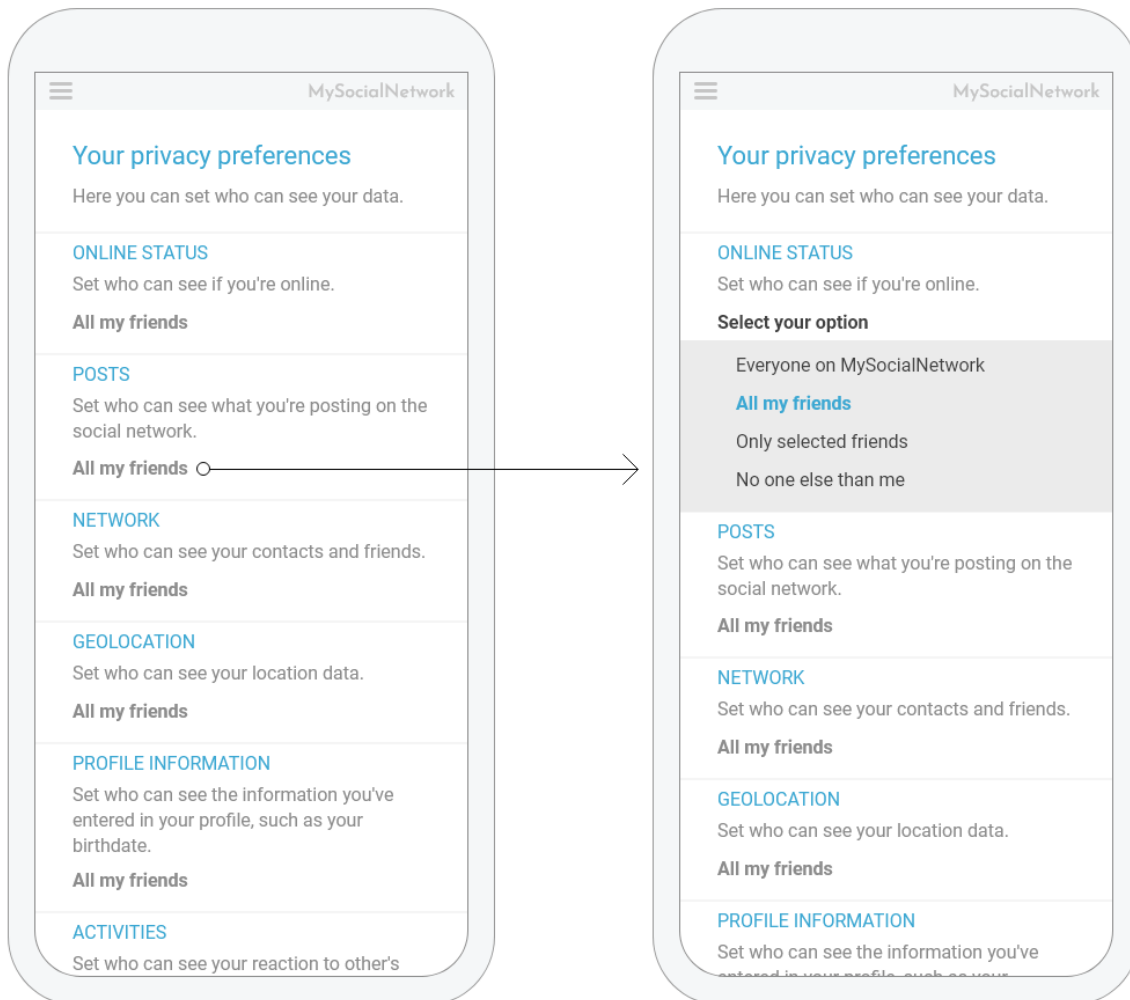 MySocialNetwork
Your privacy preferences
Here you can set who can see your data.
ONLINE STATUS
Set who can see if you're online.
All my friends
POSTS
Set who can see what you're posting on the
social network.
All my friends
NETWORK
Set who can see your contacts and friends.
All my friends
GEOLOCATION
Set who can see your location data.
All my friends
PROFILE INFORMATION
Set who can see the information you've
entered in your profile, such as your
birthdate.
All my friends
ACTIVITIES
Set who can see your reaction to other's
MySocialNetwork
Your privacy preferences
Here you can set who can see your data.
ONLINE STATUS
Set who can see if you're online.
Select your option
Everyone on MySocialNetwork
All my friends
Only selected friends
No one else than me
POSTS
Set who can see what you're posting on the
social network.
All my friends
NETWORK
Set who can see your contacts and friends.
All my friends
GEOLOCATION
Set who can see your location data.
All my friends
PROFILE INFORMATION
Set who can see the information you've
entered in your profile, such as your